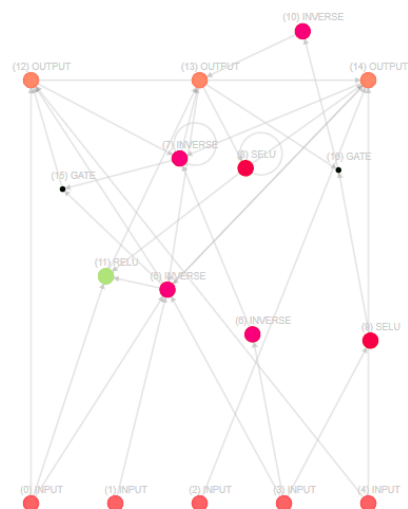 (10) INVERSE
(12) OUTPUT (13) OUTPUT (14) OUTPUT
(7) INVERSE
(8) SELU
(16) GATE
(15) GATE
(11) RELU
(6) INVERSE
(5) INVERSE
(9) SELU
(0) INPUT (1) INPUT (2) INPUT (3) INPUT (4) INPUT